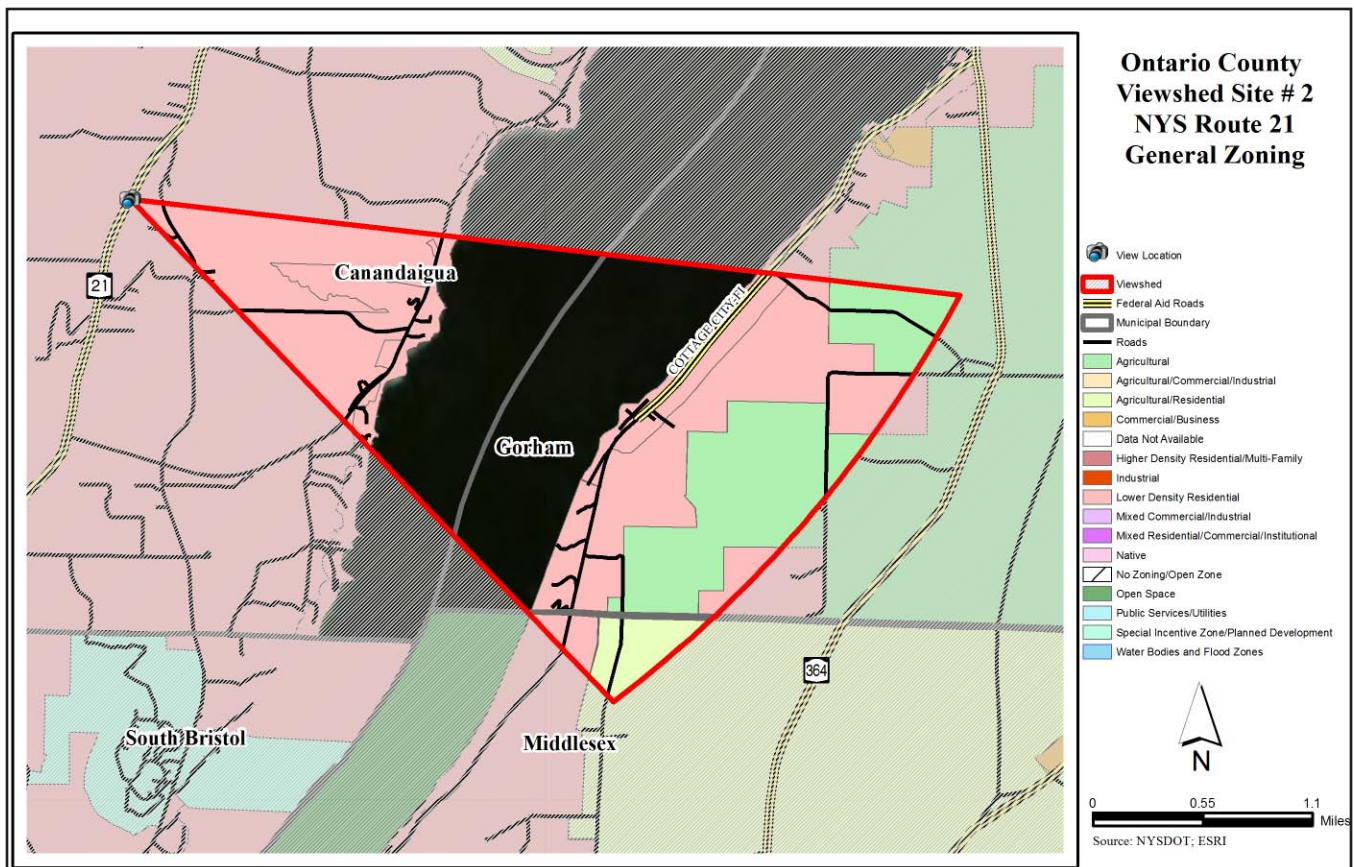 Ontario County
Viewshed Site # 2
NYS Route 21
General Zoning
View Location
Viewshed
Federal Aid Roads
Municipal Boundary
Roads
Agricultural
Agricultural/Commercial/Industrial
Agricultural/Residential
Commercial/Business
Data Not Available
Higher Density Residential/Multi-Family
Industrial
Lower Density Residential
Mixed Commercial/Industrial
Mixed Residential/Commercial/Institutional
Native
No Zoning/Open Zone
Open Space
Public Services/Utilities
Special Incentive Zone/Planned Development
Water Bodies and Flood Zones
N
0 0.55 1.1
Miles
Source: NYSDOT; ESRI
21
Canandaigua
COTTAGE CITY-FI
Gorham
364
South Bristol
Middlesex